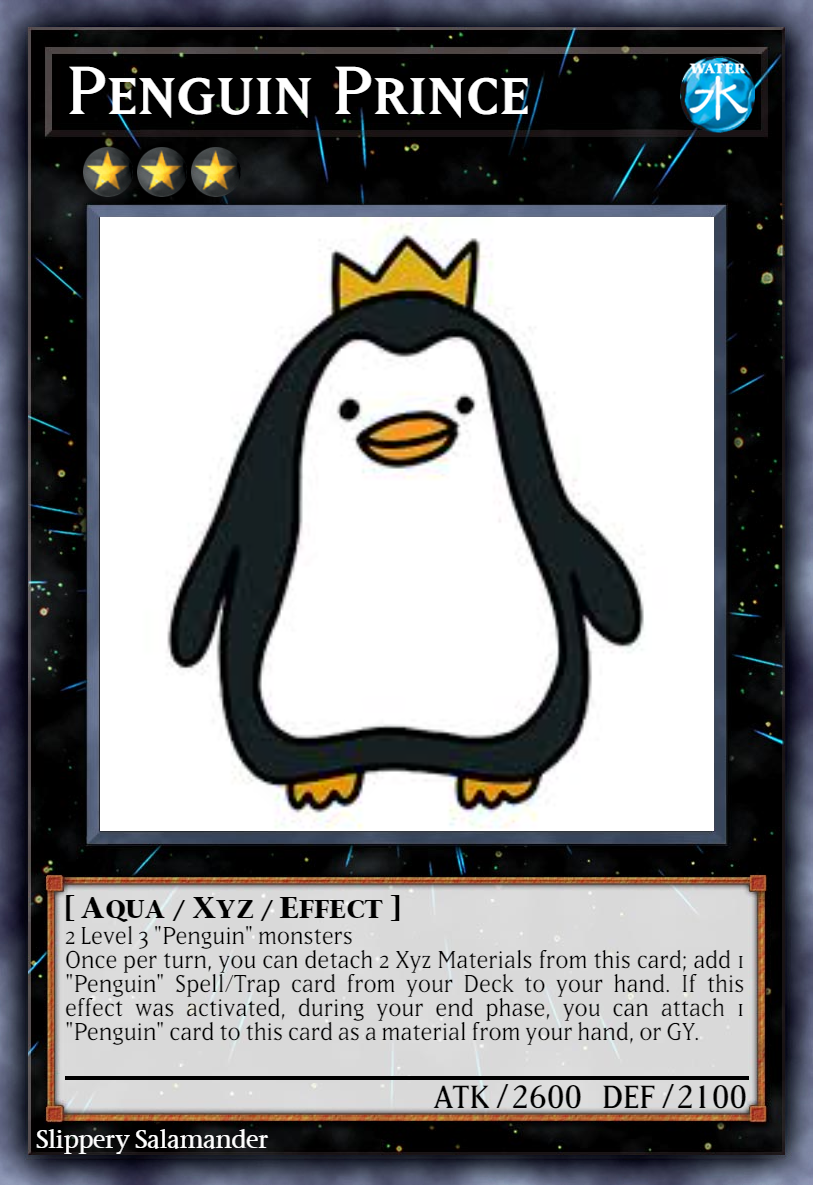 Penguin Prince
WATER
水
[ Aqua / Xyz / Effect ]
2 Level 3 "Penguin" monsters
Once per turn, you can detach 2 Xyz Materials from this card; add 1
"Penguin" Spell/Trap card from your Deck to your hand. If this
effect was activated, during your end phase, you can attach 1
"Penguin" card to this card as a material from your hand, or GY.
ATK/2600 DEF/2100
Slippery Salamander